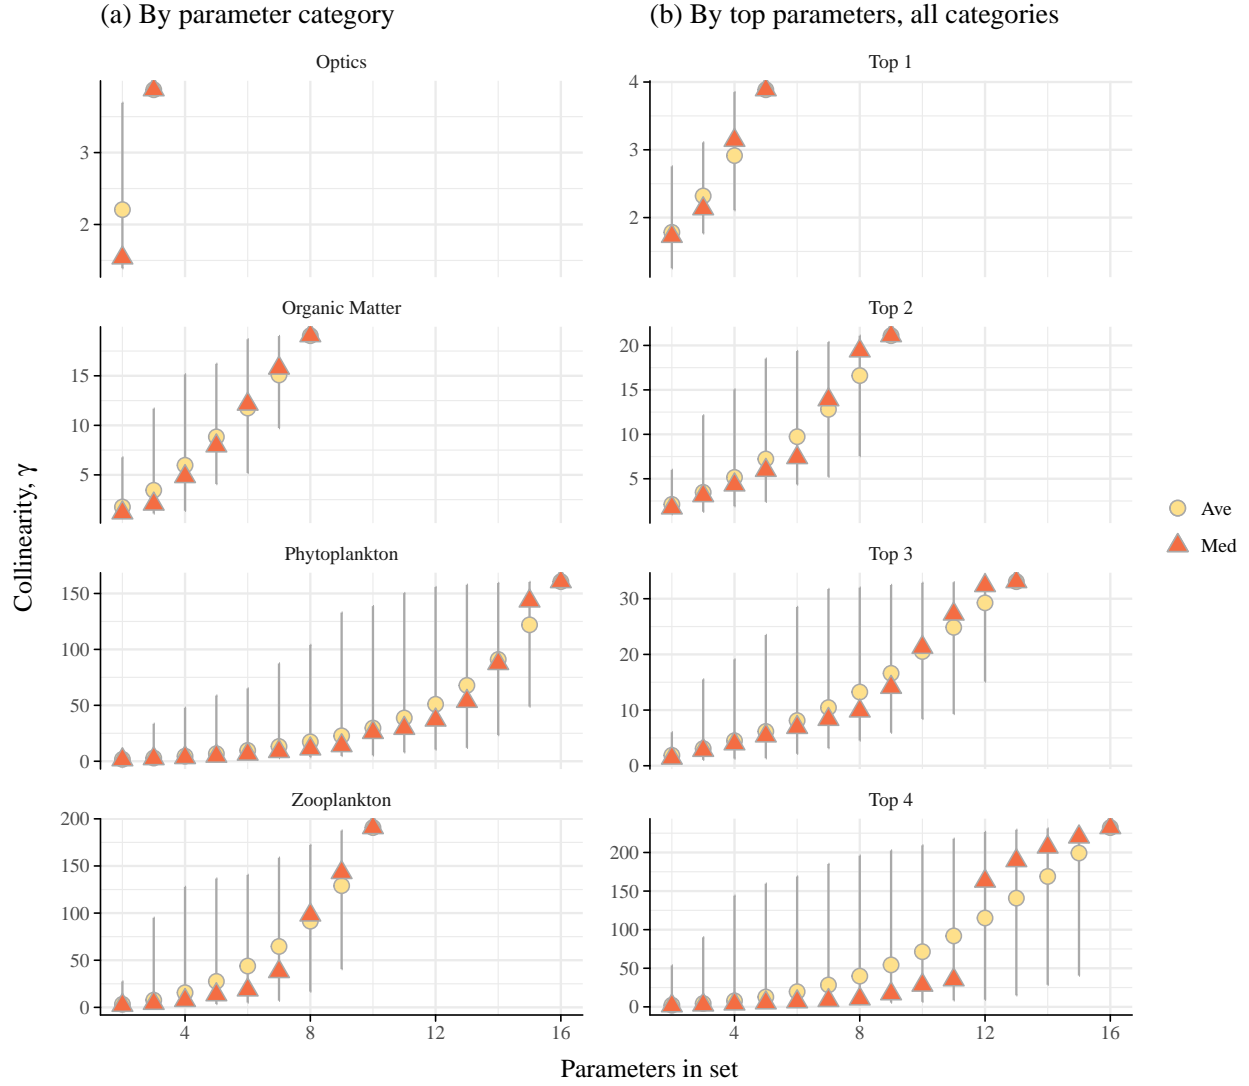 (a) By parameter category
(b) By top parameters, all categories
Optics
3
2
Organic Matter
15
10
5
Phytoplankton
150
100
50
0
Zooplankton
200
150
100
50
0
4
8
12
16
Top 1
4
3
2
Top 2
20
15
10
5
Top 3
30
20
10
0
Top 4
200
150
100
50
0
4
8
12
16
Collinearity, γ
Parameters in set
Ave
Med